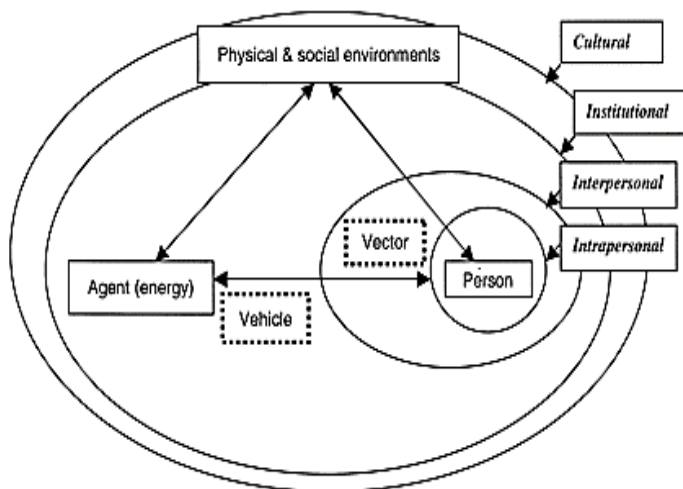 Physical & social environments
Cultural
Institutional
Interpersonal
Intrapersonal
Vector
Agent (energy)
Person
Vehicle